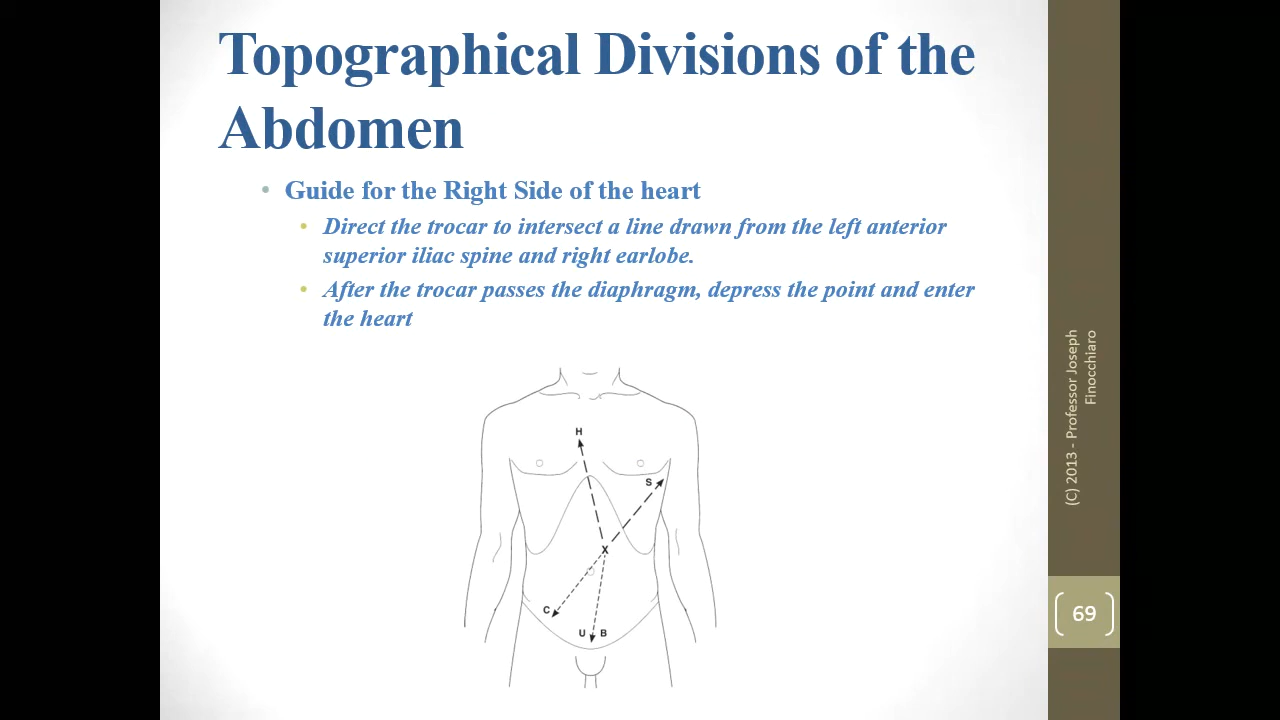 Topographical Divisions of the
Abdomen
• Guide for the Right Side of the heart
• Direct the trocar to intersect a line drawn from the left anterior
superior iliac spine and right earlobe.
• After the trocar passes the diaphragm, depress the point and enter
the heart
H
S
X
C
U B
(C) 2013 - Professor Joseph
Finocchiaro
69